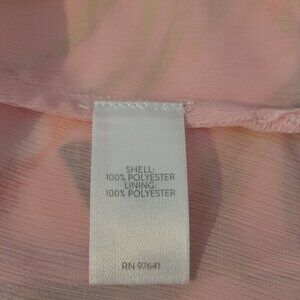 SHELL:
100% POLYESTER
LINING:
100% POLYESTER
RN 97641